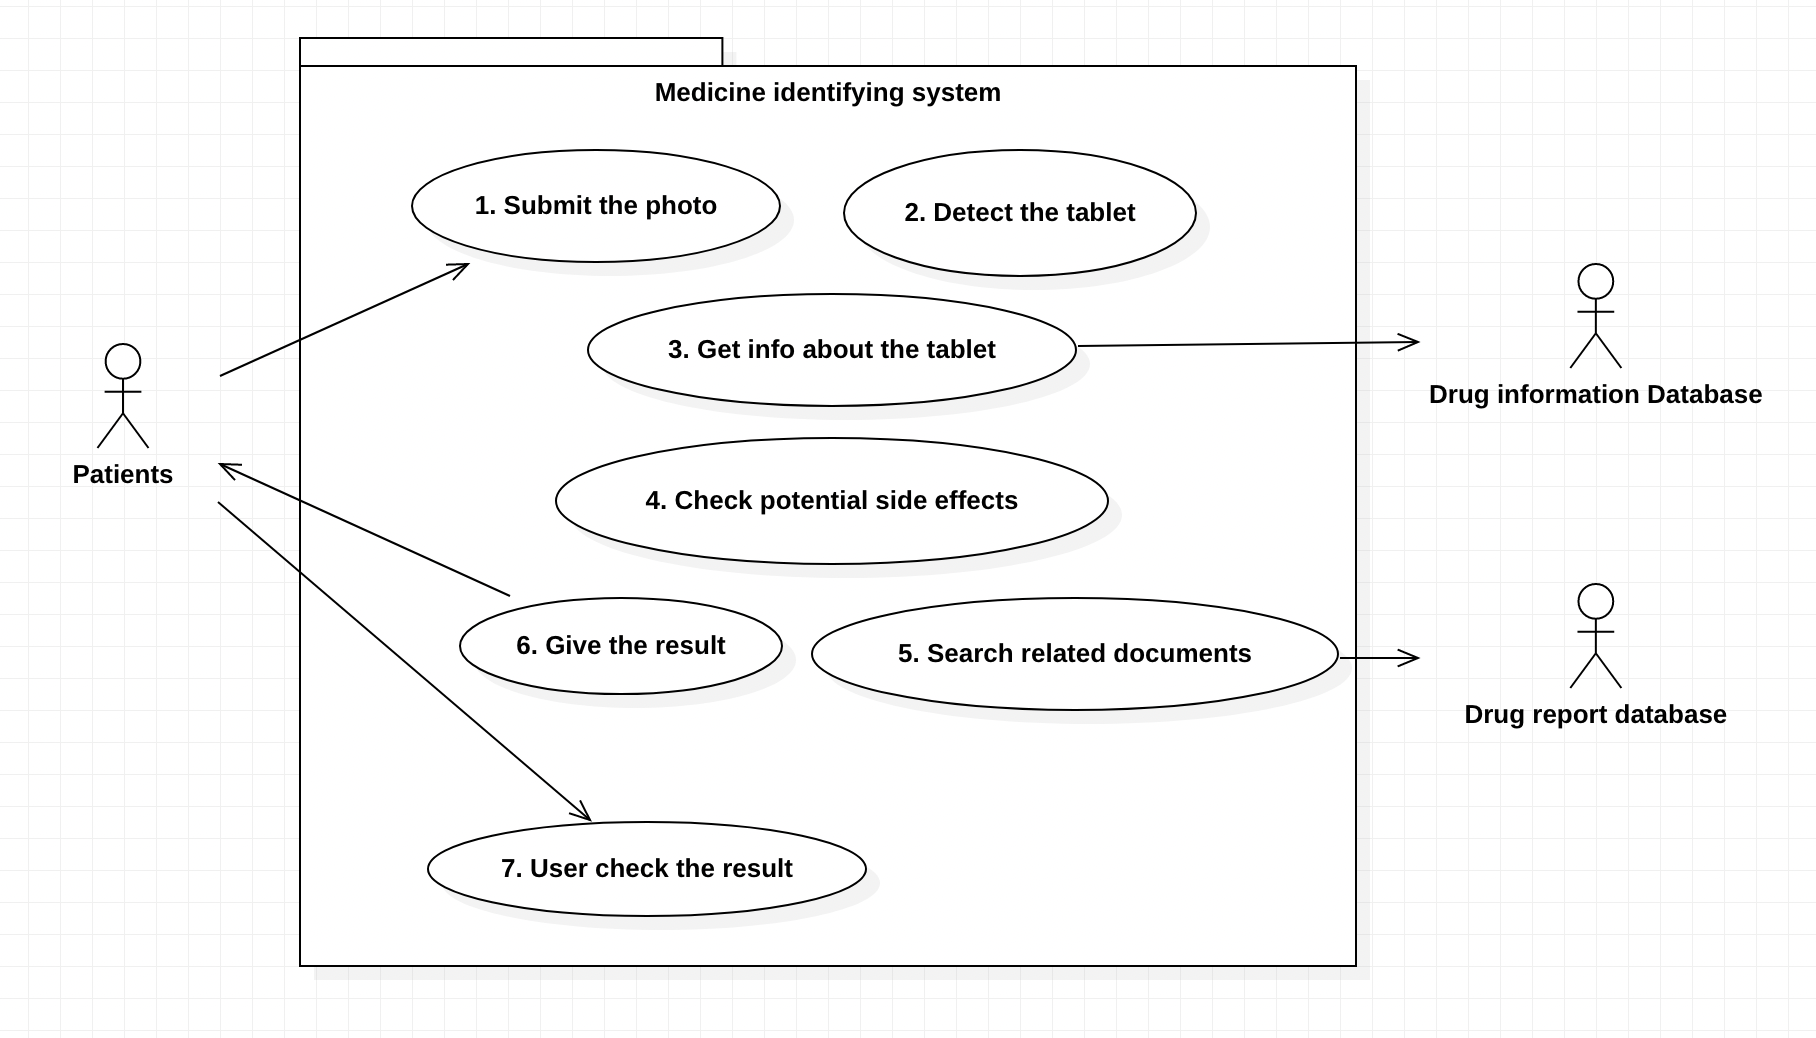 Medicine identifying system
1. Submit the photo
2. Detect the tablet
3. Get info about the tablet
Drug information Database
Patients
4. Check potential side effects
6. Give the result
5. Search related documents
Drug report database
7. User check the result